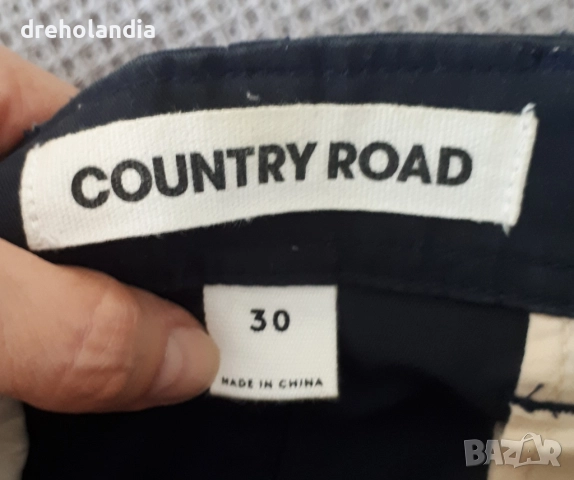 dreholandia
COUNTRY ROAD
30
MADE IN CHINA
BAZAR